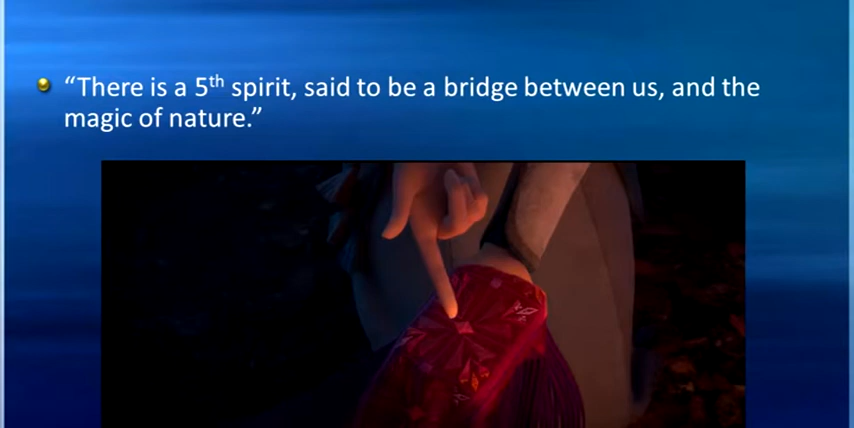 “There is a 5th spirit, said to be a bridge between us, and the
magic of nature.”